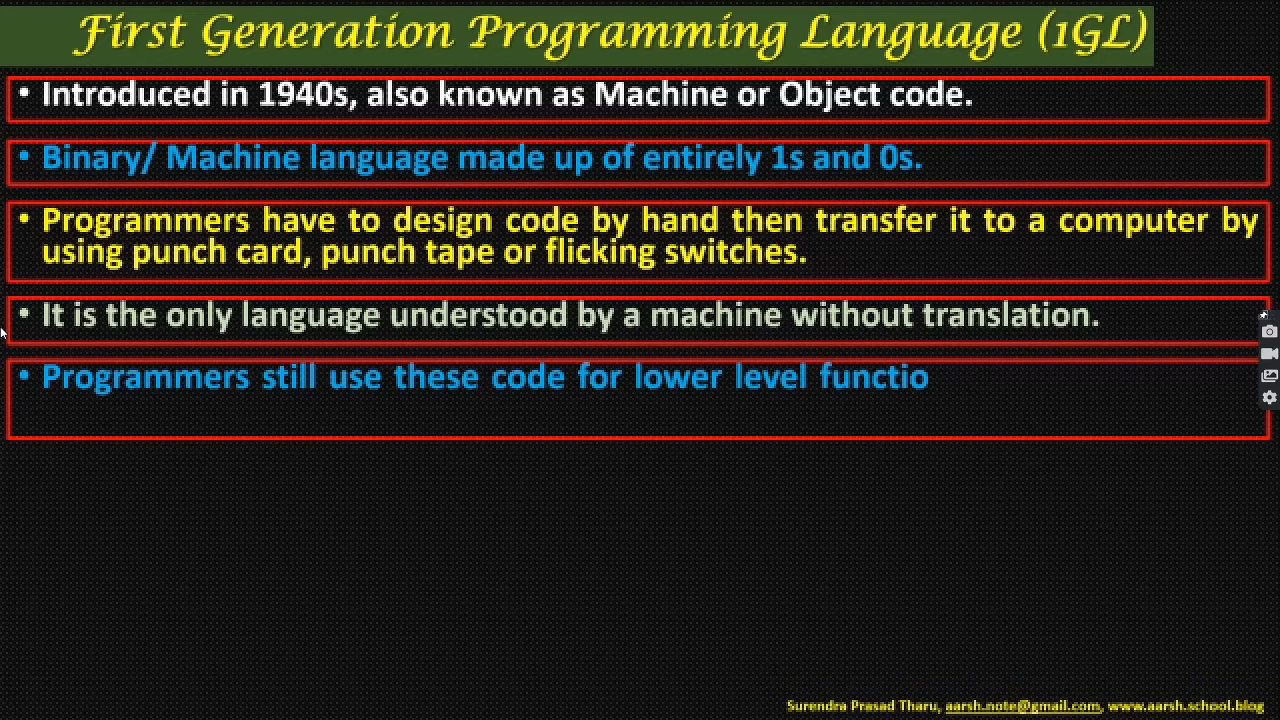 First Generation Programming Language (1GL)
• Introduced in 1940s, also known as Machine or Object code.
• Binary/ Machine language made up of entirely 1s and 0s.
• Programmers have to design code by hand then transfer it to a computer by
using punch card, punch tape or flicking switches.
• It is the only language understood by a machine without translation.
• Programmers still use these code for lower level functio
Surendra Prasad Tharu, aarsh.note@gmail.com, www.aarsh.school.blog